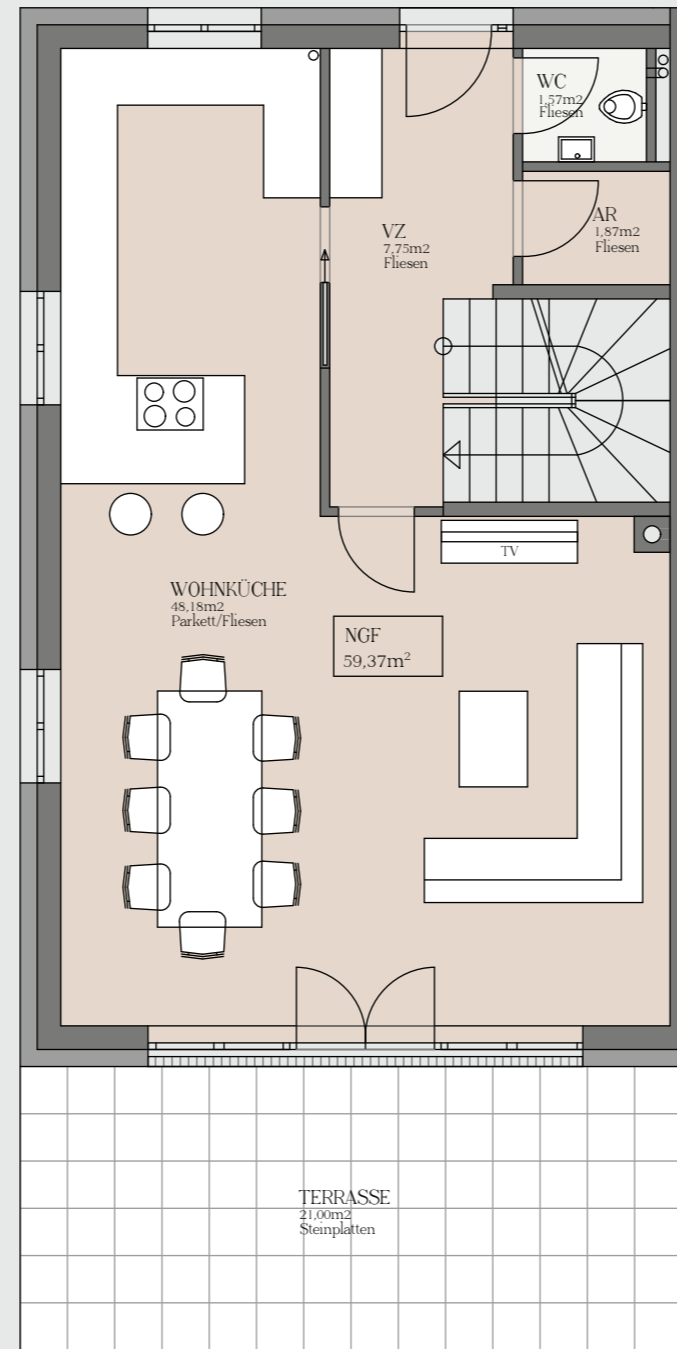 WC
1,57m2
Fliesen
AR
1,87m2
Fliesen
VZ
7,75m2
Fliesen
TV
WOHNKÜCHE
48,18m2
Parkett/Fliesen
NGF
59,37m²
TERRASSE
21,00m2
Steinplatten